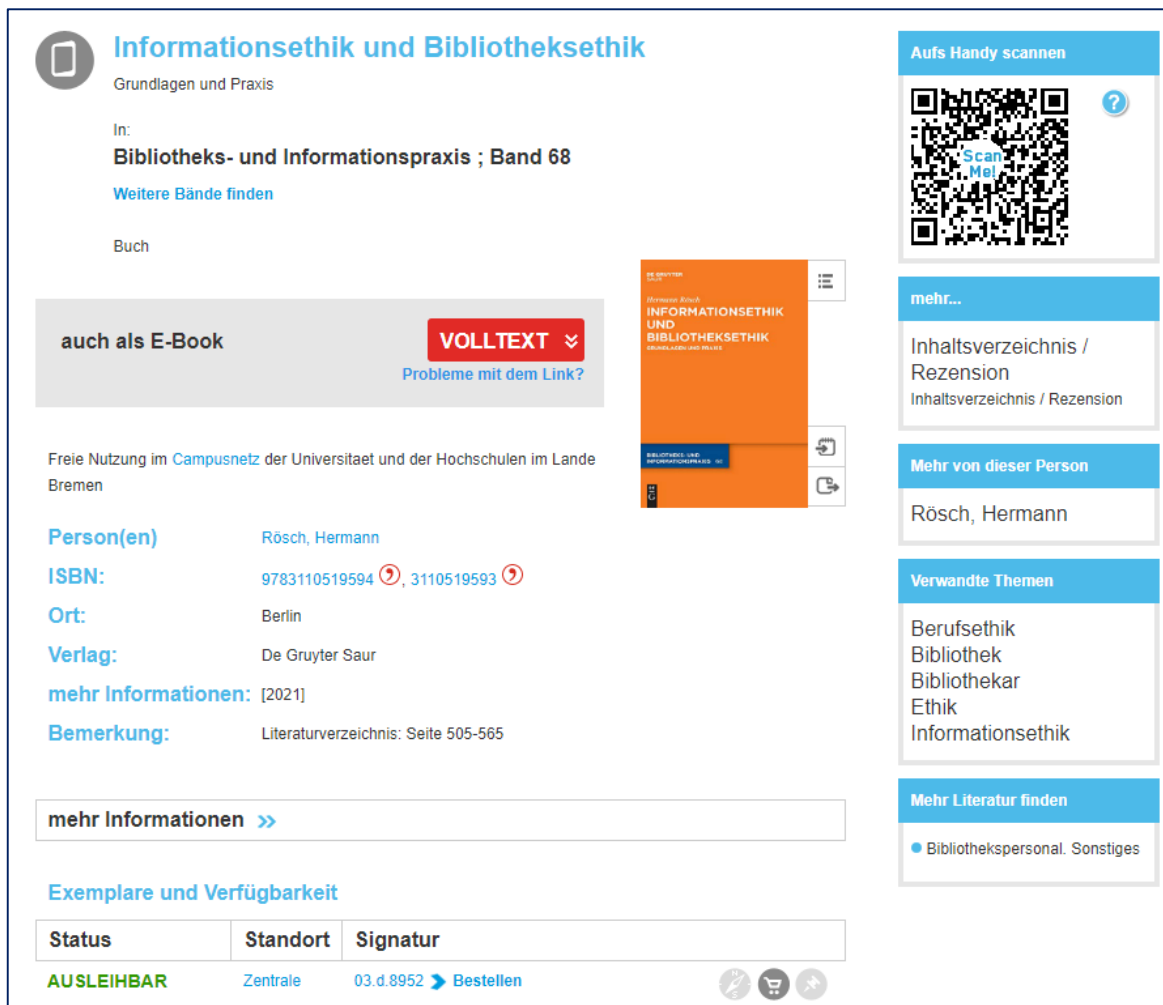 Informationsethik und Bibliotheksethik
Grundlagen und Praxis
In:
Bibliotheks- und Informationspraxis ; Band 68
Weitere Bände finden
Buch
auch als E-Book
VOLLTEXT
Probleme mit dem Link?
DE GRUYTER
SAUR
Hermann Rösch
INFORMATIONSETHIK
UND
BIBLIOTHEKSETHIK
GRUNDLAGEN UND PRAXIS
BIBLIOTHEKS- UND
INFORMATIONSPRAXIS
Freie Nutzung im Campusnetz der Universitaet und der Hochschulen im Lande
Bremen
Person(en) Rösch, Hermann
ISBN: 9783110519594, 3110519593
Ort: Berlin
Verlag: De Gruyter Saur
mehr Informationen: [2021]
Bemerkung: Literaturverzeichnis: Seite 505-565
mehr Informationen
Exemplare und Verfügbarkeit
Status Standort Signatur
AUSLEIHBAR Zentrale 03.d.8952 Bestellen
Aufs Handy scannen
Scan
Me!
?
mehr...
Inhaltsverzeichnis /
Rezension
Inhaltsverzeichnis / Rezension
Mehr von dieser Person
Rösch, Hermann
Verwandte Themen
Berufsethik
Bibliothek
Bibliothekar
Ethik
Informationsethik
Mehr Literatur finden
Bibliothekspersonal. Sonstiges